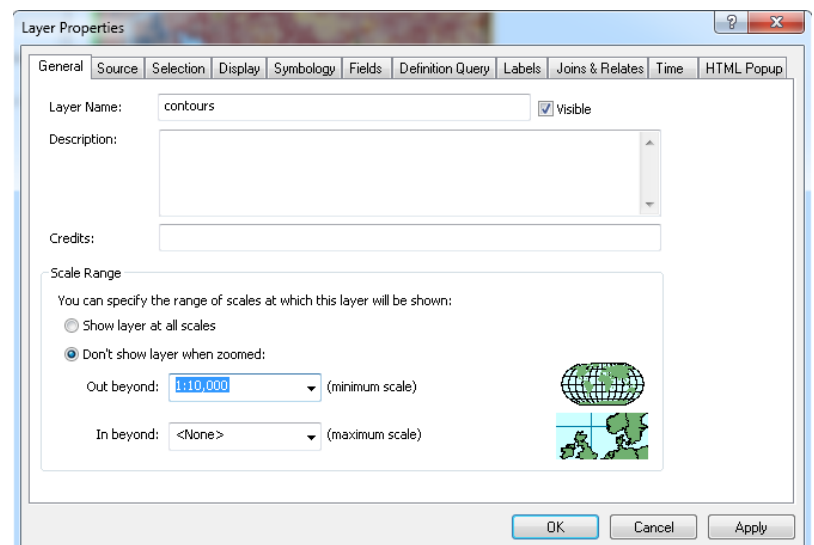 Layer Properties
General Source Selection Display Symbology Fields Definition Query Labels Joins & Relates Time HTML Popup
Layer Name: contours Visible
Description:
Credits:
Scale Range
You can specify the range of scales at which this layer will be shown:
Show layer at all scales
Don't show layer when zoomed:
Out beyond: 1:10,000 (minimum scale)
In beyond: <None> (maximum scale)
OK Cancel Apply